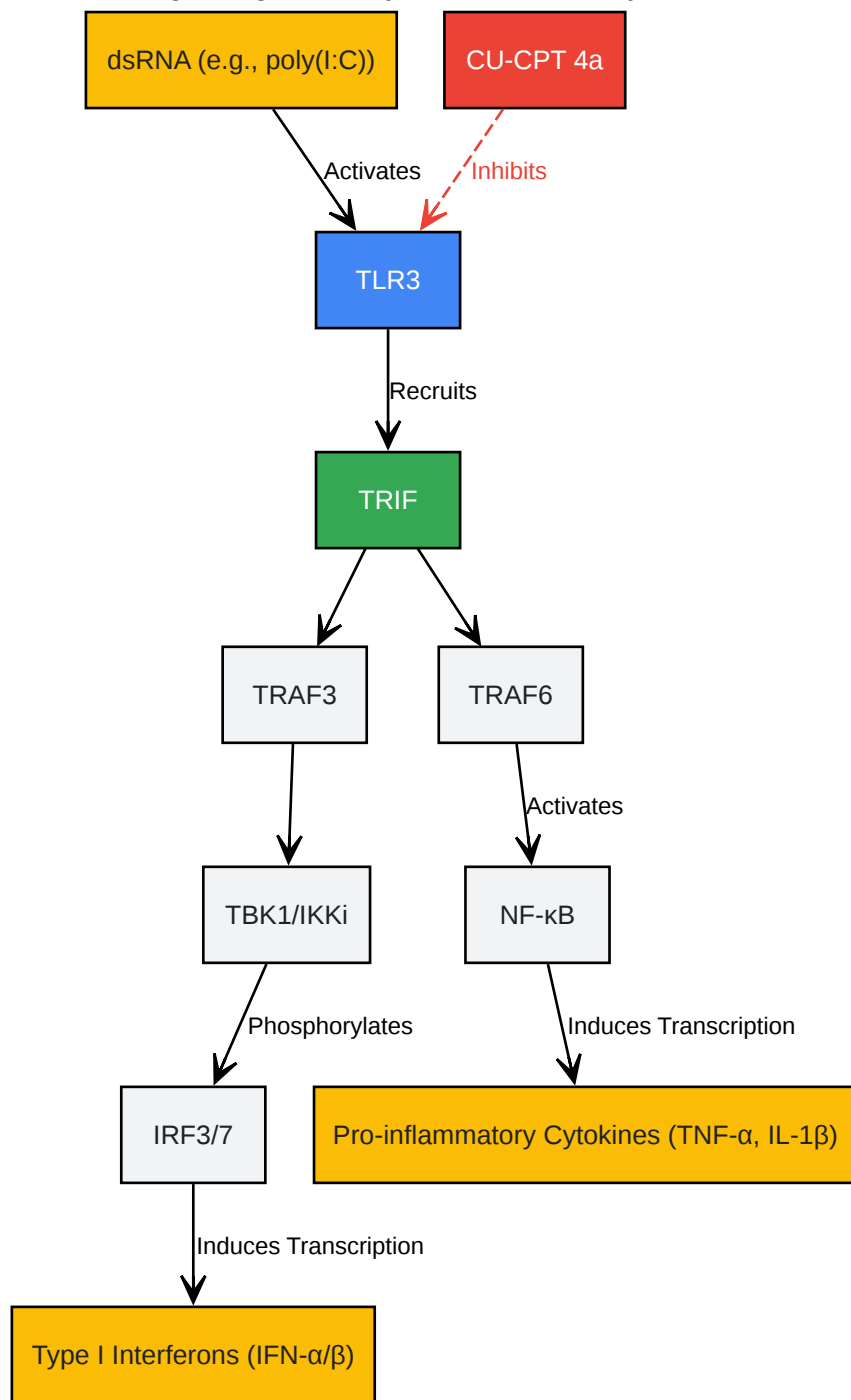 dsRNA (e.g., poly(I:C))
CU-CPT 4a
Activates
Inhibits
TLR3
Recruits
TRIF
TRAF3
TRAF6
Activates
TBK1/IKKi
NF-κB
Phosphorylates
Induces Transcription
IRF3/7
Pro-inflammatory Cytokines (TNF-α, IL-1β)
Induces Transcription
Type I Interferons (IFN-α/β)